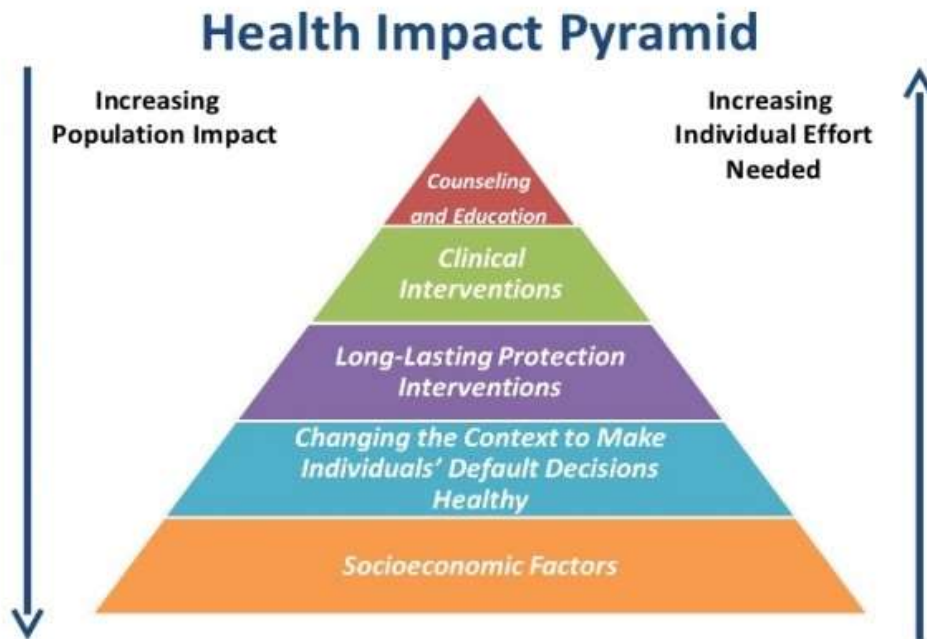 Health Impact Pyramid
Increasing
Population Impact
Increasing
Individual Effort
Needed
Counseling
and Education
Clinical
Interventions
Long-Lasting Protection
Interventions
Changing the Context to Make
Individuals’ Default Decisions
Healthy
Socioeconomic Factors